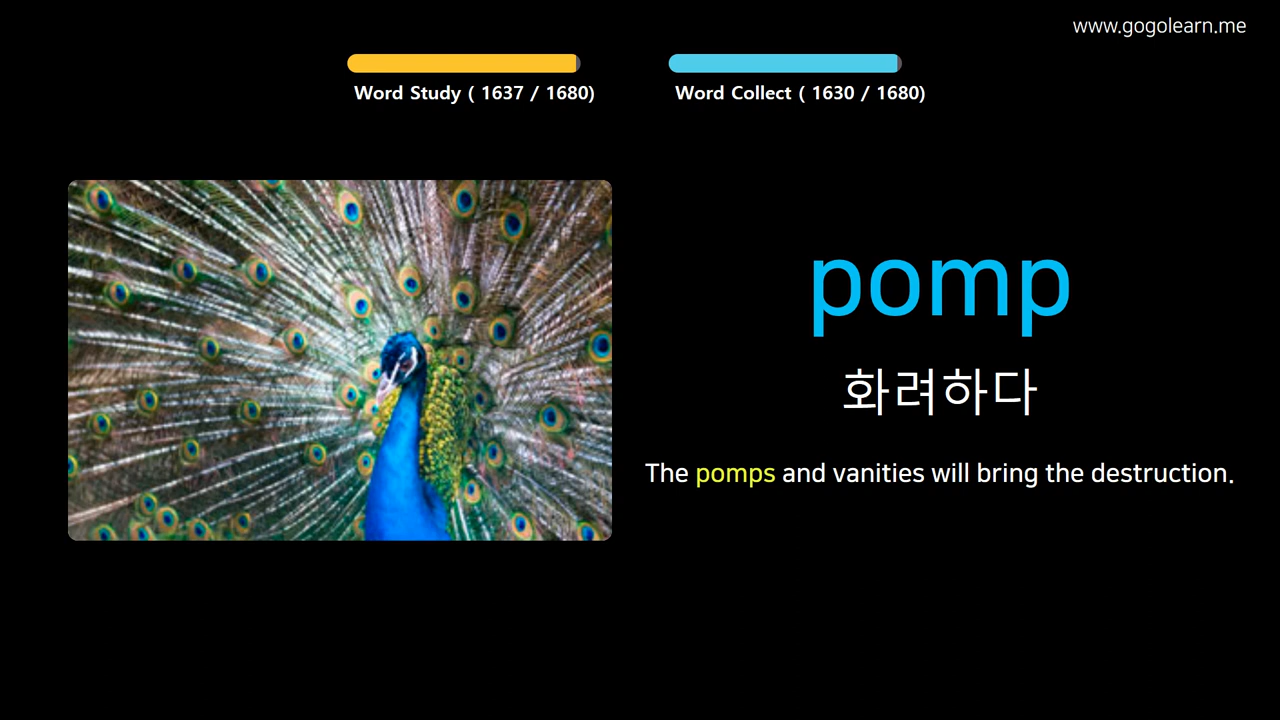 www.gogolearn.me
Word Study ( 1637 / 1680)
Word Collect ( 1630 / 1680)
pomp
화려하다
The pomps and vanities will bring the destruction.